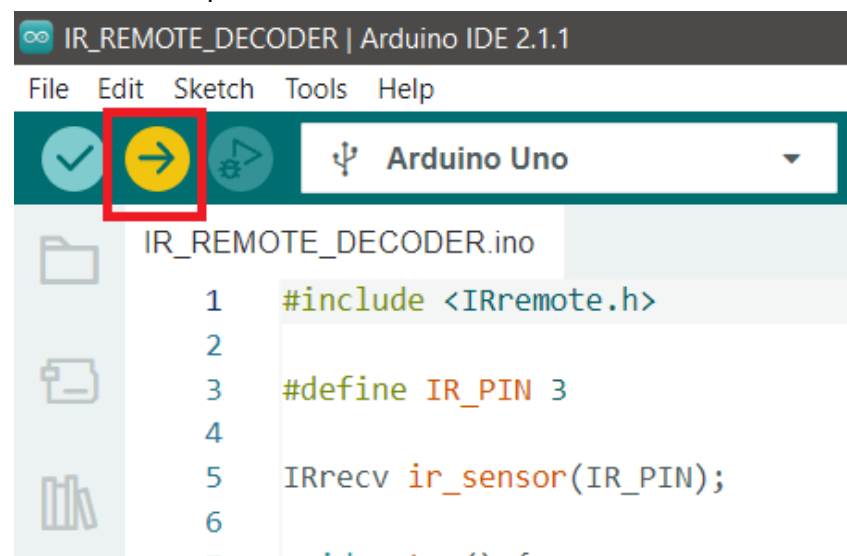 IR_REMOTE_DECODER | Arduino IDE 2.1.1
File Edit Sketch Tools Help
Arduino Uno
IR_REMOTE_DECODER.ino
1 #include <IRremote.h>
2
3 #define IR_PIN 3
4
5 IRrecv ir_sensor(IR_PIN);
6